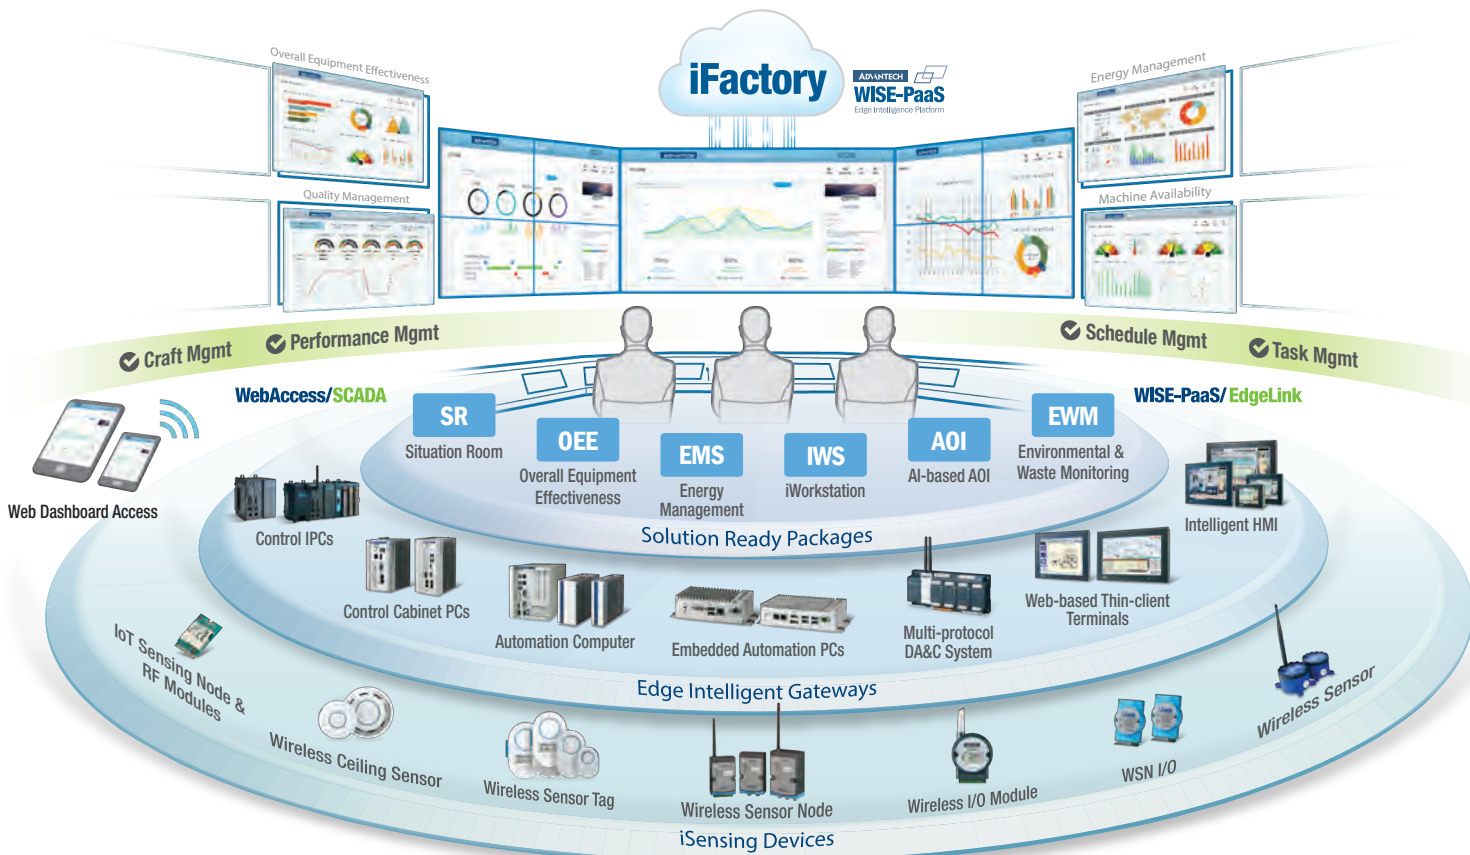 Overall Equipment Effectiveness
Quality Management
iFactory
ADVANTECH
WISE-PaaS
Edge Intelligence Platform
Energy Management
Machine Availability
Craft Mgmt
Performance Mgmt
Schedule Mgmt
Task Mgmt
WebAccess/SCADA
WISE-PaaS/EdgeLink
Web Dashboard Access
SR
Situation Room
OEE
Overall Equipment
Effectiveness
EMS
Energy
Management
IWS
iWorkstation
AOI
AI-based AOI
EWM
Environmental &
Waste Monitoring
Solution Ready Packages
Control IPCs
Control Cabinet PCs
Automation Computer
Embedded Automation PCs
Multi-protocol
DA&C System
Web-based Thin-client
Terminals
Intelligent HMI
Edge Intelligent Gateways
IoT Sensing Node &
RF Modules
Wireless Ceiling Sensor
Wireless Sensor Tag
Wireless Sensor Node
Wireless I/O Module
WSN I/O
Wireless Sensor
iSensing Devices